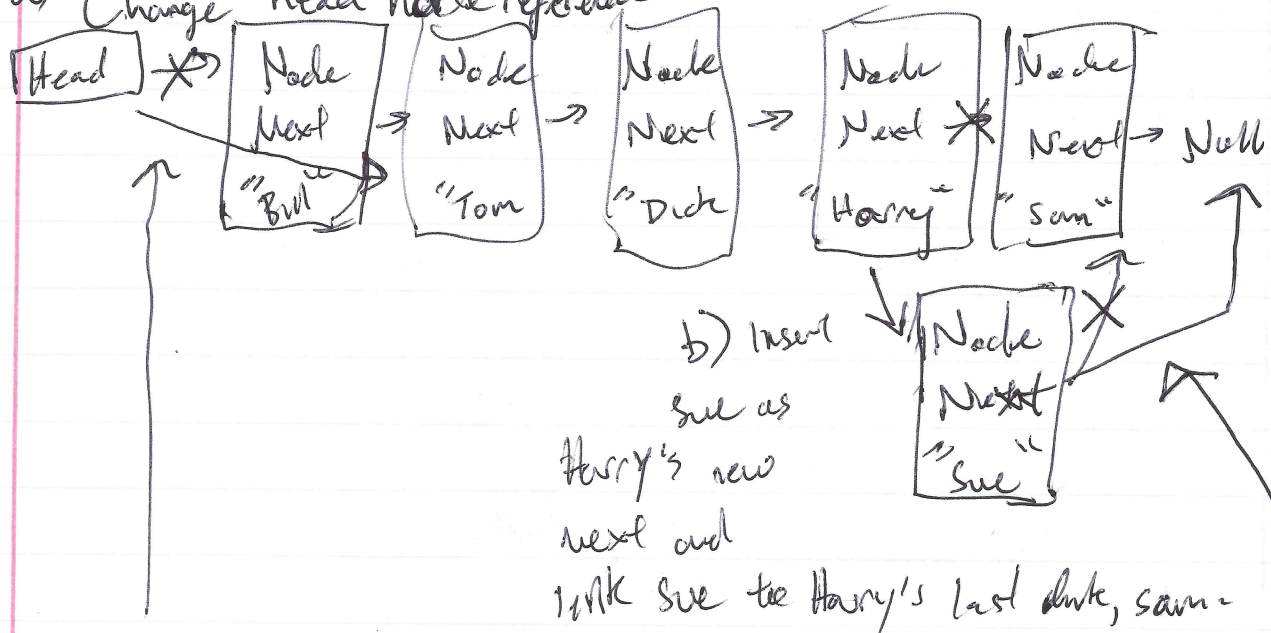 Change Head Node reference
Head
Node
Next
"Bill"
Node
Next
"Tom
Node
Next
"Dick
Node
Next
"Harry"
Node
Next
"Sam"
Null
b) Insert
Sue as
Harry's new
next and
link Sue to Harry's last, Sam.
Node
Next
"Sue"